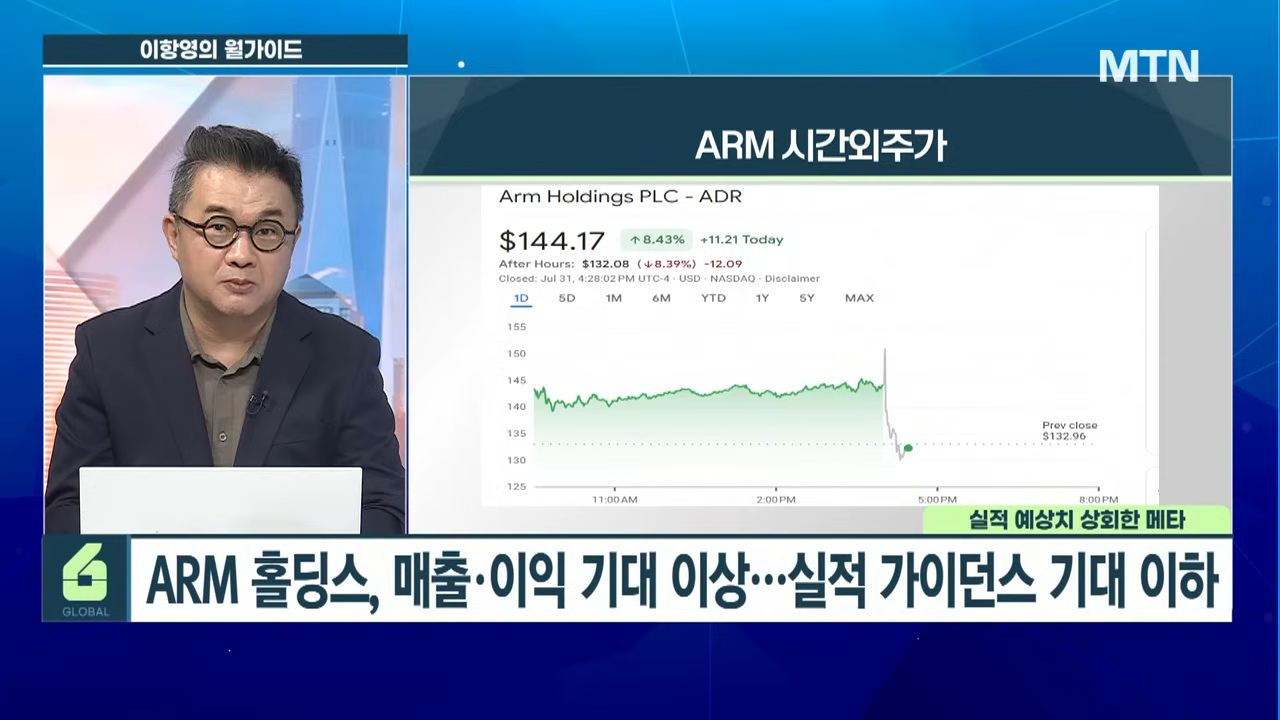 이항영의 월가이드
MTN
ARM 시간외주가
Arm Holdings PLC - ADR
$144.17 ↑8.43% +11.21 Today
After Hours: $132.08 (↓8.39%) -12.09
Closed: Jul 31, 4:28:02 PM UTC-4 · USD · NASDAQ · Disclaimer
1D 5D 1M 6M YTD 1Y 5Y MAX
155
150
145
140
135
130
125
Prev close
$132.96
11:00 AM 2:00 PM 5:00 PM 8:00 PM
실적 예상치 상회한 메타
ARM 홀딩스, 매출·이익 기대 이상…실적 가이던스 기대 이하
6
GLOBAL